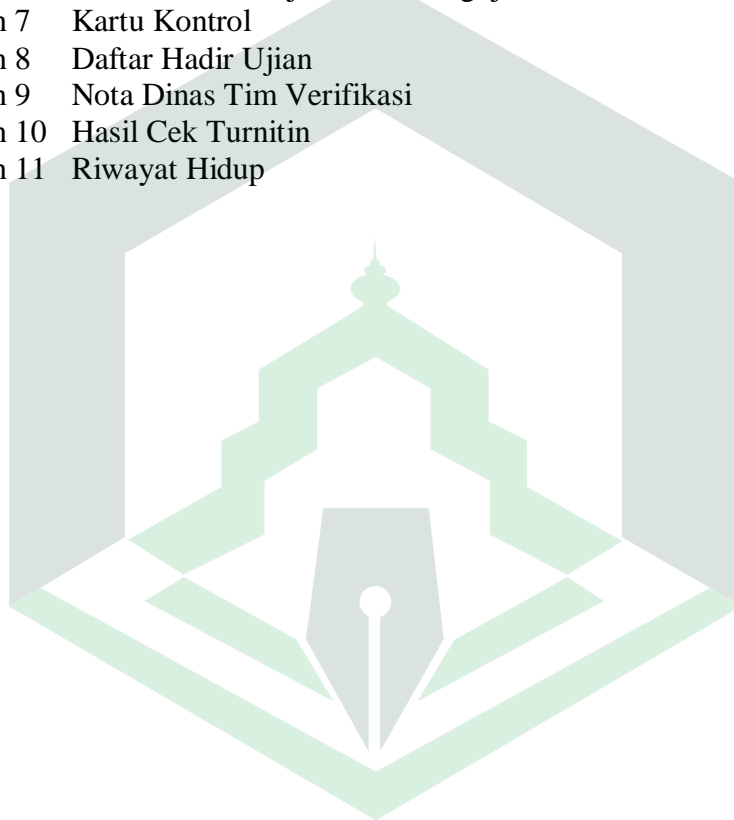 n 7 Kartu Kontrol
n 8 Daftar Hadir Ujian
n 9 Nota Dinas Tim Verifikasi
n 10 Hasil Cek Turnitin
n 11 Riwayat Hidup